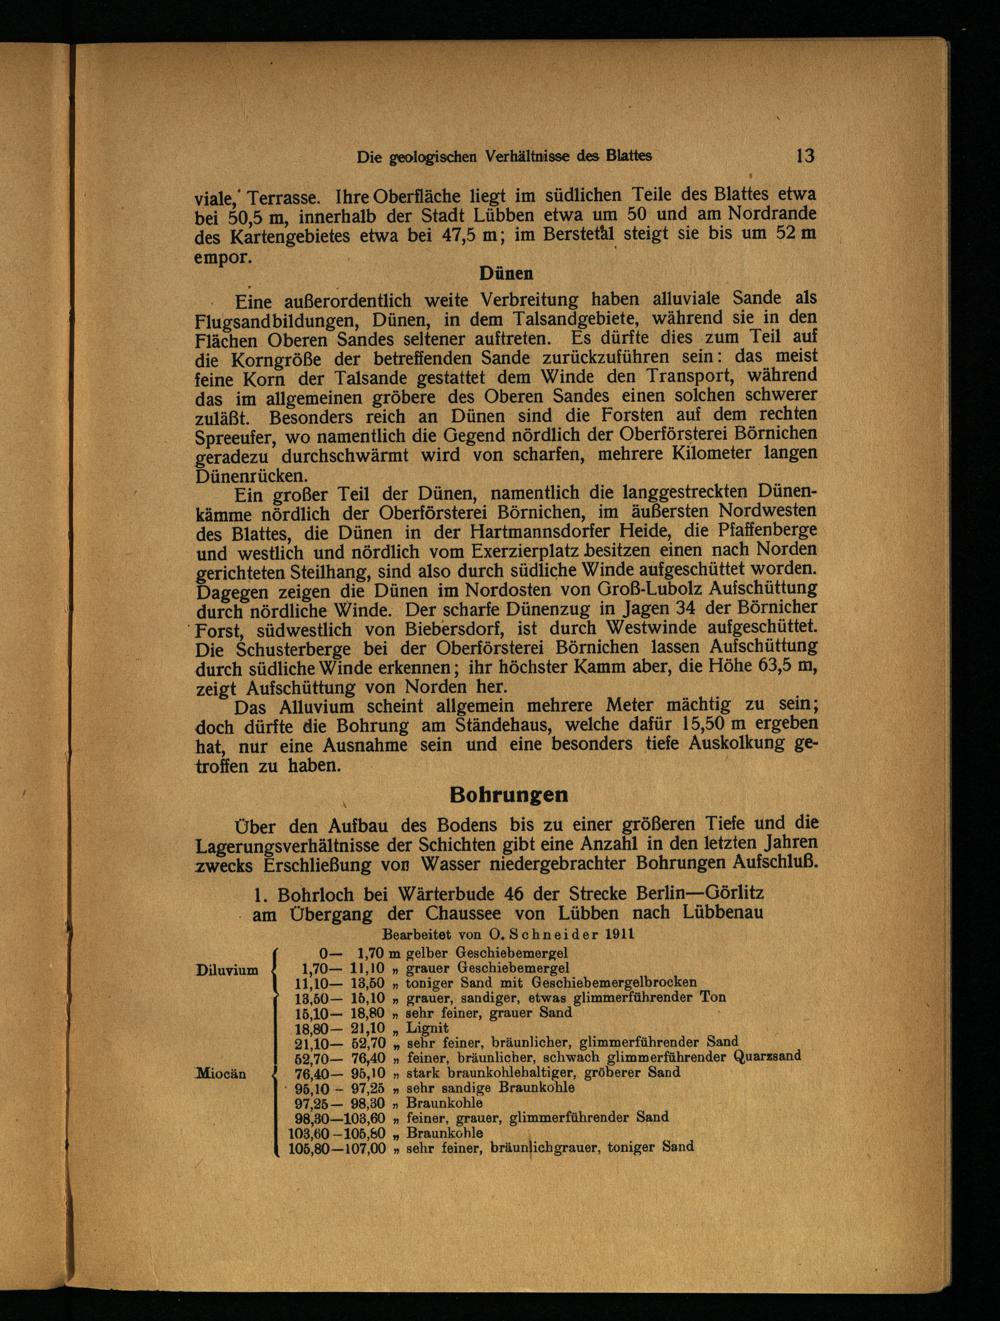 Die geologischen Verhältnisse des Blattes 13
viale, Terrasse. Ihre Oberfläche liegt im südlichen Teile des Blattes etwa
bei 50,5 m, innerhalb der Stadt Lübben etwa um 50 und am Nordrande
des Kartengebietes etwa bei 47,5 m; im Berstetal steigt sie bis um 52 m
empor.
Dünen
Eine außerordentlich weite Verbreitung haben alluviale Sande als
Flugsandbildungen, Dünen, in dem Talsandgebiete, während sie in den
Flächen Oberen Sandes seltener auftreten. Es dürfte dies zum Teil auf
die Korngröße der betreffenden Sande zurückzuführen sein: das meist
feine Korn der Talsande gestattet dem Winde den Transport, während
das im allgemeinen gröbere des Oberen Sandes einen solchen schwerer
zuläßt. Besonders reich an Dünen sind die Forsten auf dem rechten
Spreeufer, wo namentlich die Gegend nördlich der Oberförsterei Börnichen
geradezu durchschwärmt wird von scharfen, mehrere Kilometer langen
Dünenrücken.
Ein großer Teil der Dünen, namentlich die langgestreckten Dünen-
kämme nördlich der Oberförsterei Börnichen, im äußersten Nordwesten
des Blattes, die Dünen in der Hartmannsdorfer Heide, die Pfaffenberge
und westlich und nördlich vom Exerzierplatz besitzen einen nach Norden
gerichteten Steilhang, sind also durch südliche Winde aufgeschüttet worden.
Dagegen zeigen die Dünen im Nordosten von Groß-Lubolz Aufschüttung
durch nördliche Winde. Der scharfe Dünenzug in Jagen 34 der Börnicher
Forst, südwestlich von Biebersdorf, ist durch Westwinde aufgeschüttet.
Die Schusterberge bei der Oberförsterei Börnichen lassen Aufschüttung
durch südliche Winde erkennen; ihr höchster Kamm aber, die Höhe 63,5 m,
zeigt Aufschüttung von Norden her.
Das Alluvium scheint allgemein mehrere Meter mächtig zu sein;
doch dürfte die Bohrung am Ständehaus, welche dafür 15,50 m ergeben
hat, nur eine Ausnahme sein und eine besonders tiefe Auskolkung ge-
troffen zu haben.
Bohrungen
Über den Aufbau des Bodens bis zu einer größeren Tiefe und die
Lagerungsverhältnisse der Schichten gibt eine Anzahl in den letzten Jahren
zwecks Erschließung von Wasser niedergebrachter Bohrungen Aufschluß.
1. Bohrloch bei Wärterbude 46 der Strecke Berlin—Görlitz
am Übergang der Chaussee von Lübben nach Lübbenau
Bearbeitet von O. Schneider 1911
0— 1,70 m gelber Geschiebemergel
Diluvium 1,70— 11,10 „ grauer Geschiebemergel
11,10— 13,50 „ toniger Sand mit Geschiebemergelbrocken
13,50— 15,10 „ grauer, sandiger, etwas glimmerführender Ton
15,10— 18,80 „ sehr feiner, grauer Sand
18,80— 21,10 „ Lignit
21,10— 52,70 „ sehr feiner, bräunlicher, glimmerführender Sand
52,70— 76,40 „ feiner, bräunlicher, schwach glimmerführender Quarzsand
Miocän 76,40— 95,10 „ stark braunkohlehaltiger, gröberer Sand
95,10 – 97,25 „ sehr sandige Braunkohle
97,25— 98,30 „ Braunkohle
98,30—103,60 „ feiner, grauer, glimmerführender Sand
103,60–105,80 „ Braunkohle
105,80—107,00 „ sehr feiner, bräunlichgrauer, toniger Sand